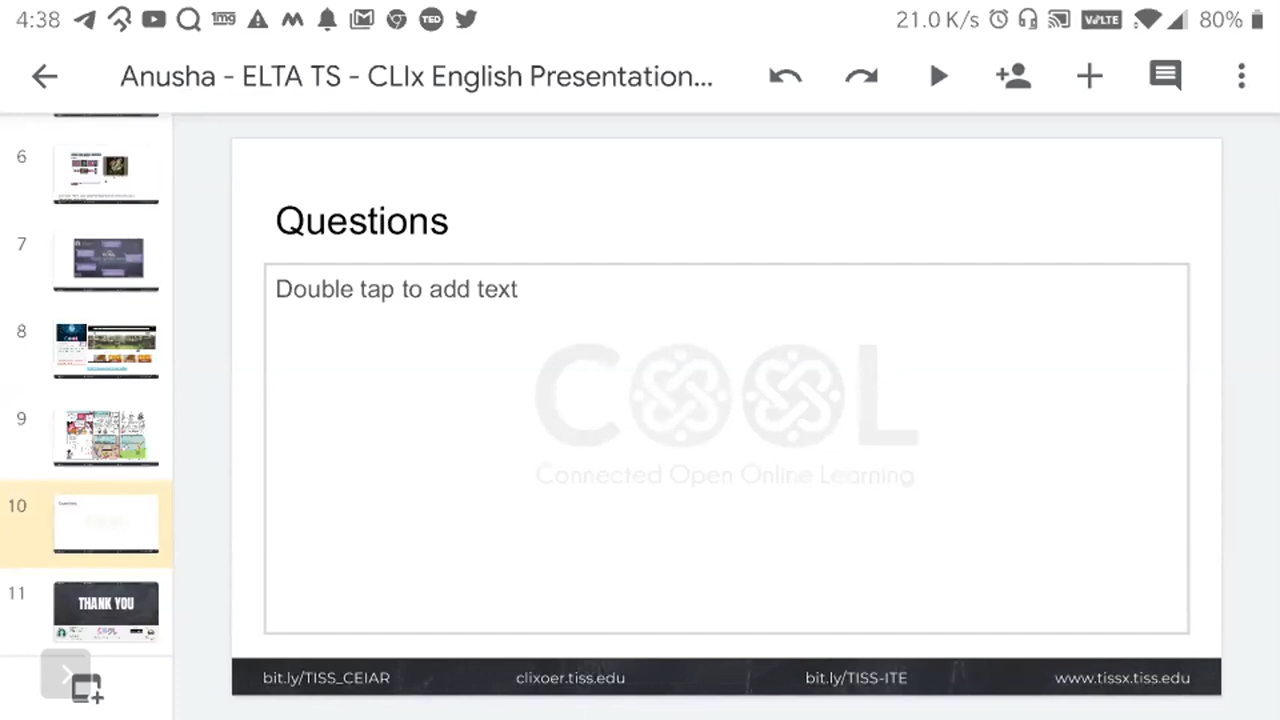 4:38
1mg
TED
21.0 K/s
VoLTE
80%
Anusha - ELTA TS - CLIx English Presentation...
6
7
8
9
10
11
THANK YOU
Questions
Double tap to add text
COOL
Connected Open Online Learning
bit.ly/TISS_CEIAR
clixoer.tiss.edu
bit.ly/TISS-ITE
www.tissx.tiss.edu